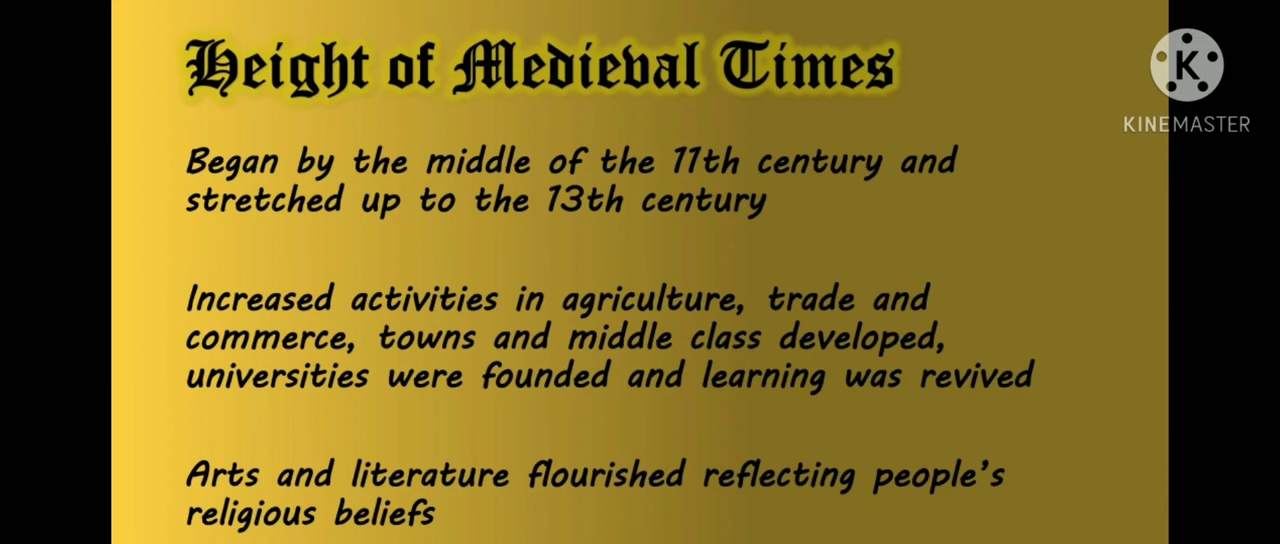 Height of Medieval Times
K
KINEMASTER
Began by the middle of the 11th century and
stretched up to the 13th century
Increased activities in agriculture, trade and
commerce, towns and middle class developed,
universities were founded and learning was revived
Arts and literature flourished reflecting people's
religious beliefs